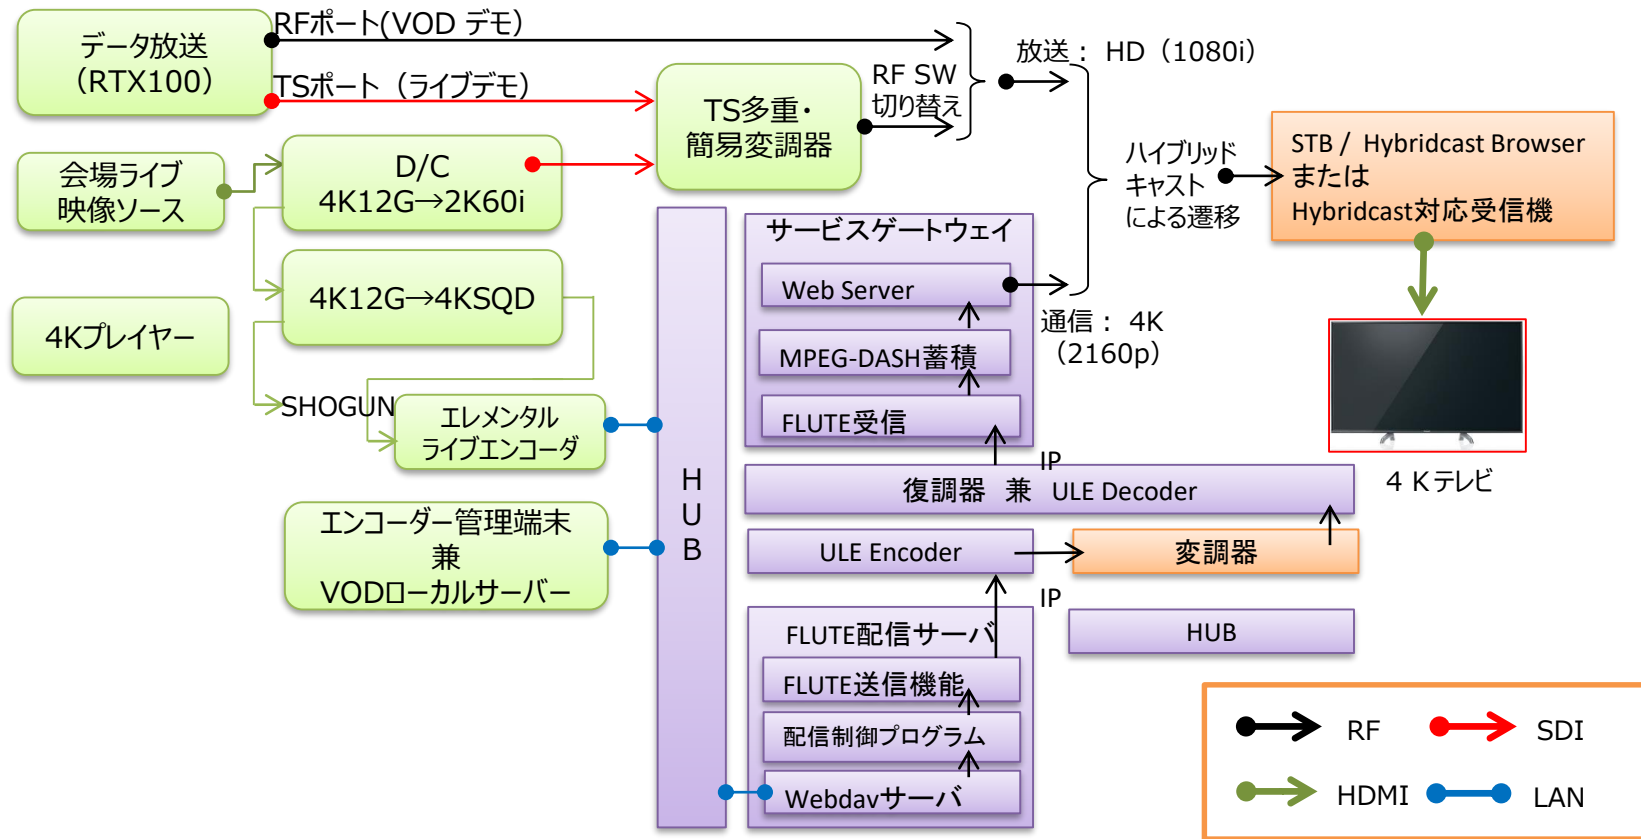 データ放送
（RTX100）
RFポート(VOD デモ）
TSポート（ライブデモ）
会場ライブ
映像ソース
D/C
4K12G→2K60i
4K12G→4KSQD
4Kプレイヤー
SHOGUN
エレメンタル
ライブエンコーダ
エンコーダー管理端末
兼
VODローカルサーバー
TS多重・
簡易変調器
RF SW
切り替え
放送： HD（1080i）
ハイブリッド
キャスト
による遷移
STB / Hybridcast Browser
または
Hybridcast対応受信機
通信： 4K
（2160p）
4 Kテレビ
H
U
B
サービスゲートウェイ
Web Server
MPEG-DASH蓄積
FLUTE受信
IP
復調器 兼 ULE Decoder
ULE Encoder
変調器
IP
HUB
FLUTE配信サーバ
FLUTE送信機能
配信制御プログラム
Webdavサーバ
RF
SDI
HDMI
LAN